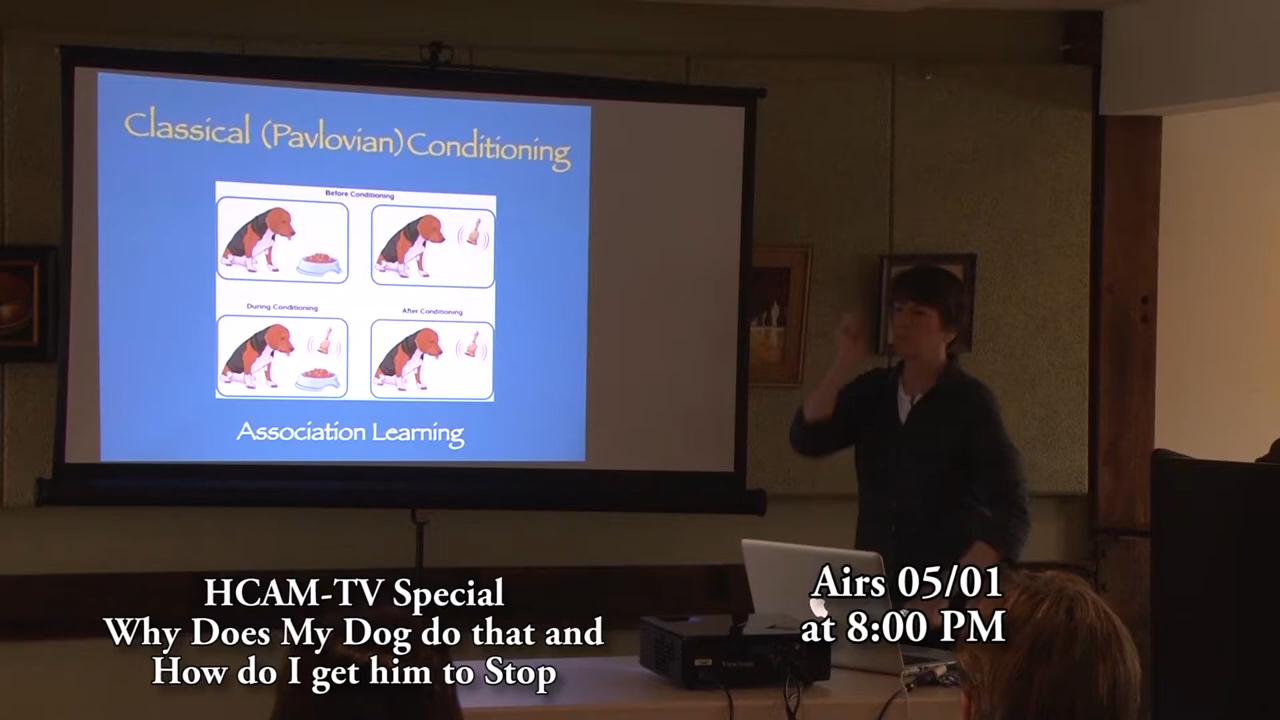 Classical (Pavlovian) Conditioning
Before Conditioning
During Conditioning
After Conditioning
Association Learning
HCAM-TV Special
Why Does My Dog do that and
How do I get him to Stop
Airs 05/01
at 8:00 PM
ViewSonic